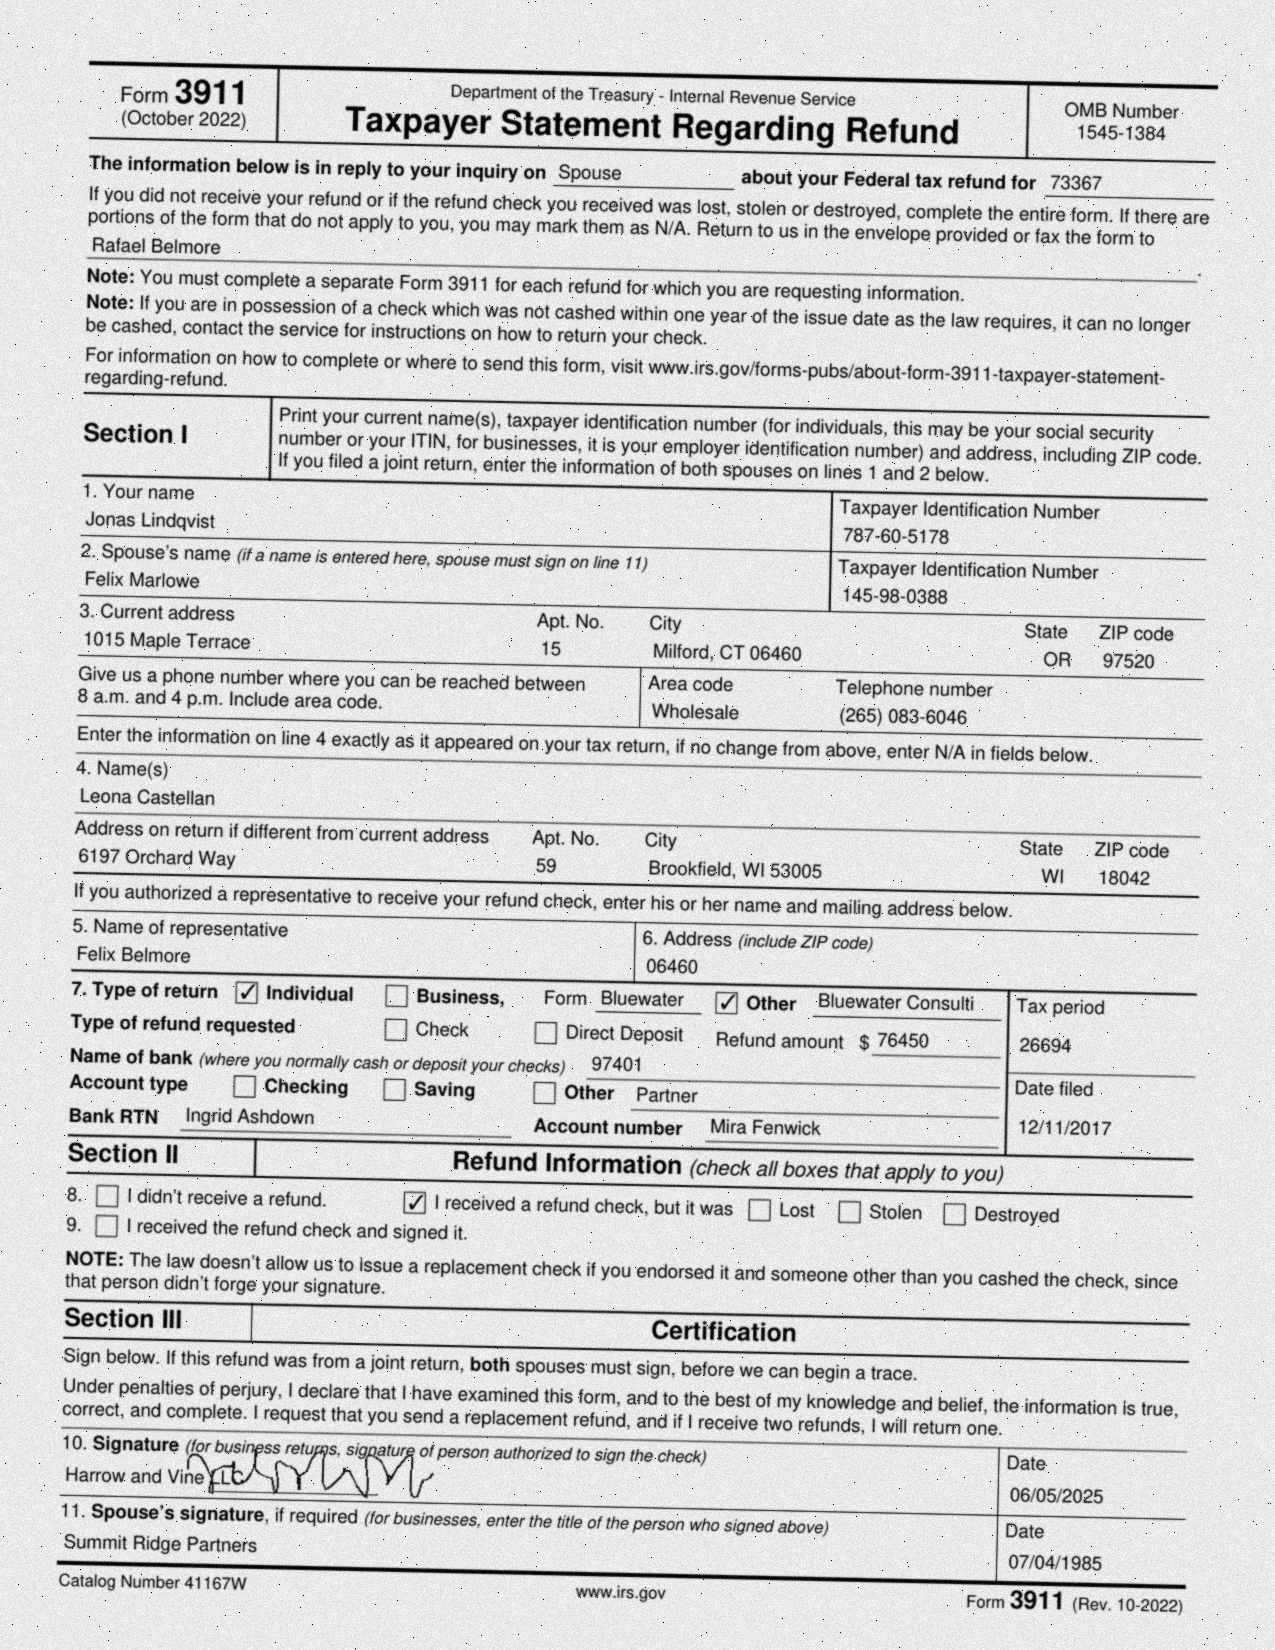 Form 3911
(October 2022)
Department of the Treasury - Internal Revenue Service
Taxpayer Statement Regarding Refund
OMB Number
1545-1384
The information below is in reply to your inquiry on Spouse about your Federal tax refund for 73367
If you did not receive your refund or if the refund check you received was lost, stolen or destroyed, complete the entire form. If there are
portions of the form that do not apply to you, you may mark them as N/A. Return to us in the envelope provided or fax the form to
Rafael Belmore .
Note: You must complete a separate Form 3911 for each refund for which you are requesting information.
Note: If you are in possession of a check which was not cashed within one year of the issue date as the law requires, it can no longer
be cashed, contact the service for instructions on how to return your check.
For information on how to complete or where to send this form, visit www.irs.gov/forms-pubs/about-form-3911-taxpayer-statement-
regarding-refund.
Section I
Print your current name(s), taxpayer identification number (for individuals, this may be your social security
number or your ITIN, for businesses, it is your employer identification number) and address, including ZIP code.
If you filed a joint return, enter the information of both spouses on lines 1 and 2 below.
1. Your name
Jonas Lindqvist
Taxpayer Identification Number
787-60-5178
2. Spouse's name (if a name is entered here, spouse must sign on line 11)
Felix Marlowe
Taxpayer Identification Number
145-98-0388
3. Current address Apt. No. City State ZIP code
1015 Maple Terrace 15 Milford, CT 06460 OR 97520
Give us a phone number where you can be reached between
8 a.m. and 4 p.m. Include area code.
Area code Telephone number
Wholesale (265) 083-6046
Enter the information on line 4 exactly as it appeared on your tax return, if no change from above, enter N/A in fields below.
4. Name(s)
Leona Castellan
Address on return if different from current address Apt. No. City State ZIP code
6197 Orchard Way 59 Brookfield, WI 53005 WI 18042
If you authorized a representative to receive your refund check, enter his or her name and mailing address below.
5. Name of representative
Felix Belmore
6. Address (include ZIP code)
06460
7. Type of return ✓ Individual Business, Form Bluewater ✓ Other Bluewater Consulti
Tax period
Type of refund requested Check Direct Deposit Refund amount $ 76450
26694
Name of bank (where you normally cash or deposit your checks) 97401
Account type Checking Saving Other Partner
Date filed
Bank RTN Ingrid Ashdown Account number Mira Fenwick
12/11/2017
Section II
Refund Information (check all boxes that apply to you)
8. I didn't receive a refund. ✓ I received a refund check, but it was Lost Stolen Destroyed
9. I received the refund check and signed it.
NOTE: The law doesn't allow us to issue a replacement check if you endorsed it and someone other than you cashed the check, since
that person didn't forge your signature.
Section III
Certification
Sign below. If this refund was from a joint return, both spouses must sign, before we can begin a trace.
Under penalties of perjury, I declare that I have examined this form, and to the best of my knowledge and belief, the information is true,
correct, and complete. I request that you send a replacement refund, and if I receive two refunds, I will return one.
10. Signature (for business returns, signature of person authorized to sign the check)
Harrow and Vine LLC
Date
06/05/2025
11. Spouse's signature, if required (for businesses, enter the title of the person who signed above)
Summit Ridge Partners
Date
07/04/1985
Catalog Number 41167W
www.irs.gov
Form 3911 (Rev. 10-2022)